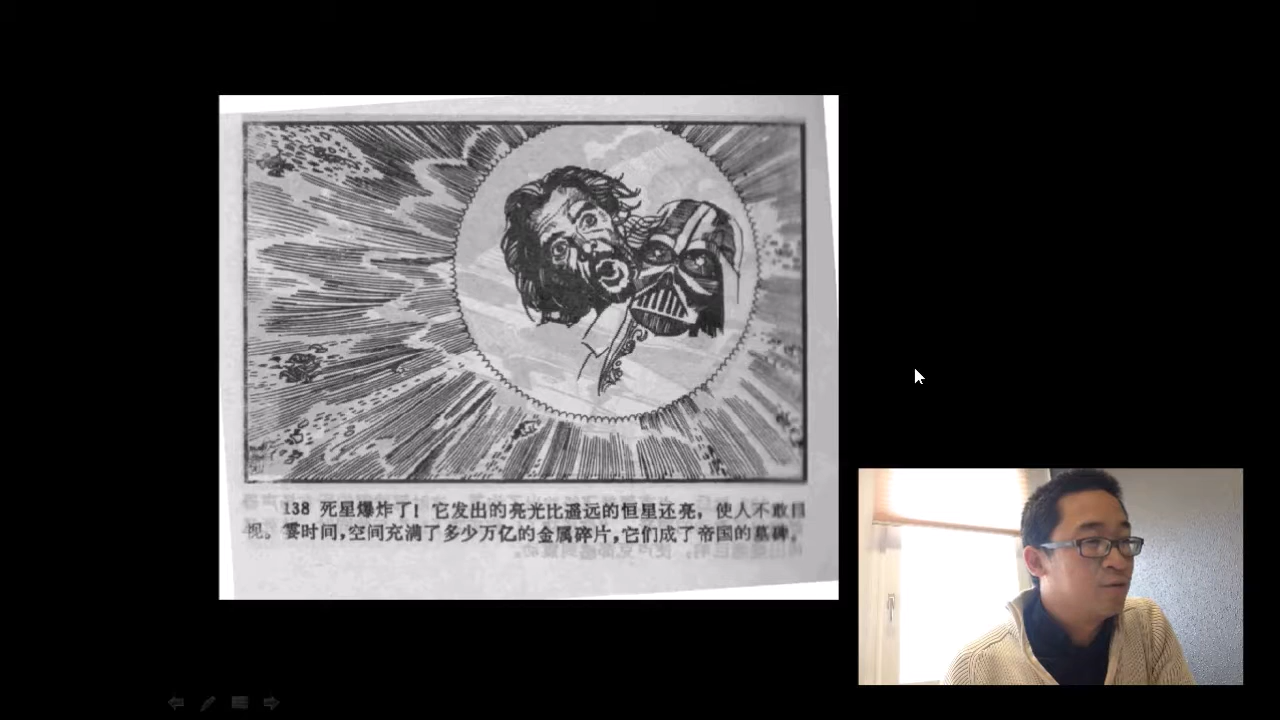 138 死星爆炸了！它发出的亮光比遥远的恒星还亮，使人不敢目
睨。霎时间，空间充满了多少万亿的金属碎片，它们成了帝国的墓碑。